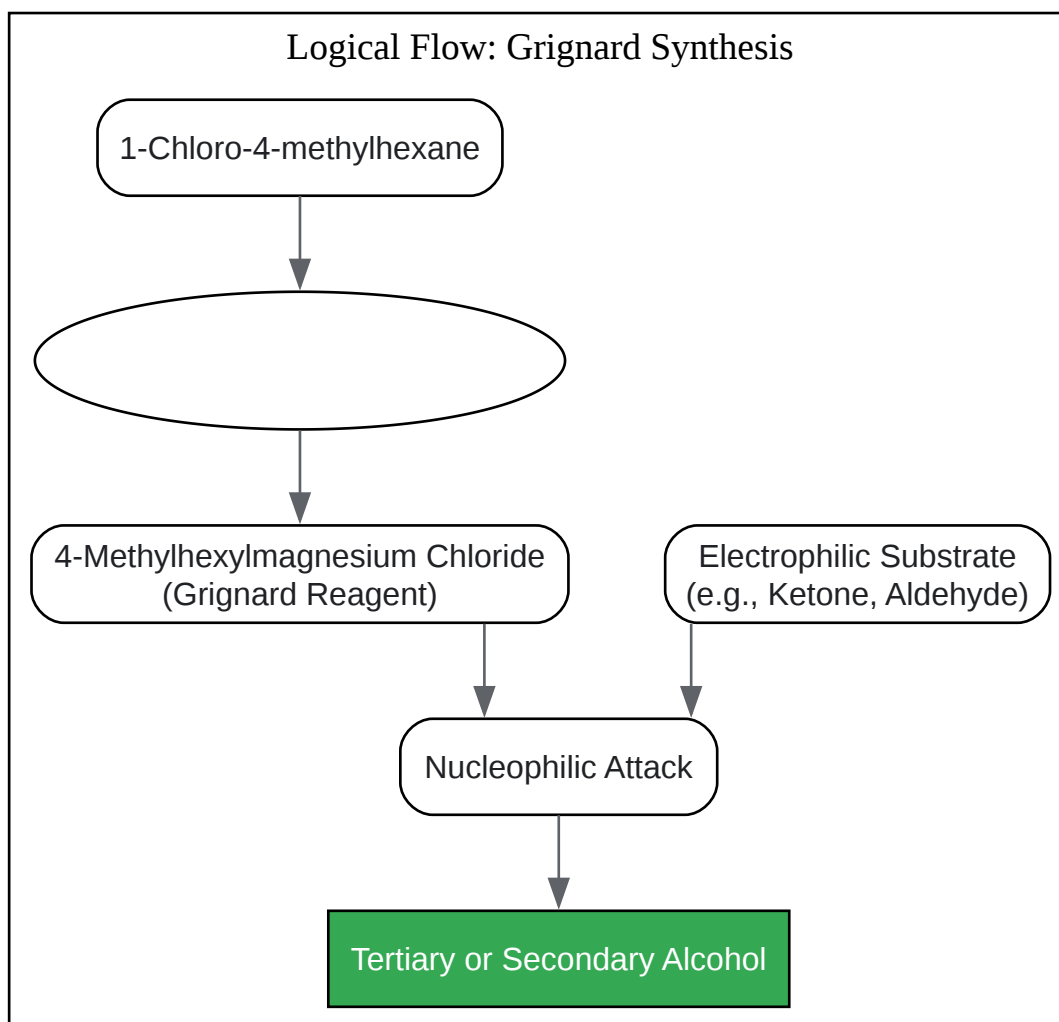 Logical Flow: Grignard Synthesis
1-Chloro-4-methylhexane
4-Methylhexylmagnesium Chloride
(Grignard Reagent)
Electrophilic Substrate
(e.g., Ketone, Aldehyde)
Nucleophilic Attack
Tertiary or Secondary Alcohol